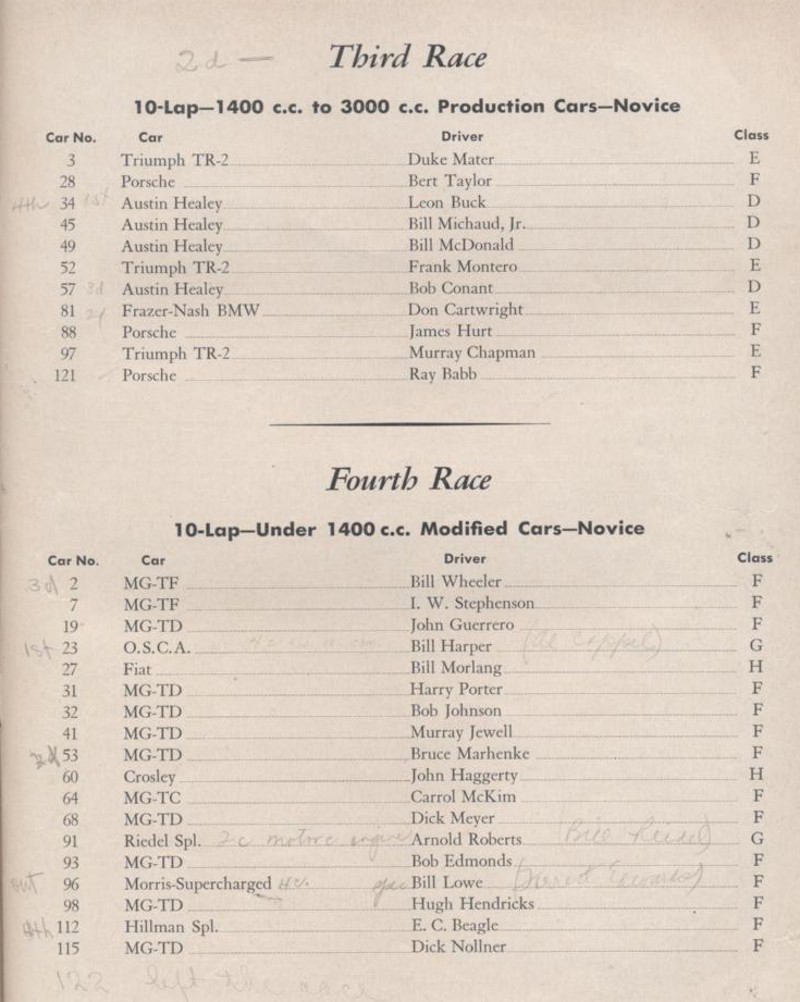 2d — Third Race
10-Lap—1400 c.c. to 3000 c.c. Production Cars—Novice
Car No. Car Driver Class
3 Triumph TR-2 Duke Mater E
28 Porsche Bert Taylor F
4th 34 1st Austin Healey Leon Buck D
45 Austin Healey Bill Michaud, Jr. D
49 Austin Healey Bill McDonald D
52 Triumph TR-2 Frank Montero E
57 3d Austin Healey Bob Conant D
81 Frazer-Nash BMW Don Cartwright E
88 Porsche James Hurt F
97 Triumph TR-2 Murray Chapman E
121 Porsche Ray Babb F
Fourth Race
10-Lap—Under 1400 c.c. Modified Cars—Novice
Car No. Car Driver Class
3d 2 MG-TF Bill Wheeler F
7 MG-TF I. W. Stephenson F
19 MG-TD John Guerrero F
1st 23 O.S.C.A. Bill Harper (Al Coppel) G
27 Fiat Bill Morlang H
31 MG-TD Harry Porter F
32 MG-TD Bob Johnson F
41 MG-TD Murray Jewell F
53 MG-TD Bruce Marhenke F
60 Crosley John Haggerty H
64 MG-TC Carrol McKim F
68 MG-TD Dick Meyer F
91 Riedel Spl. Arnold Roberts G
93 MG-TD Bob Edmonds F
out 96 Morris-Supercharged Bill Lowe F
98 MG-TD Hugh Hendricks F
4th 112 Hillman Spl. E. C. Beagle F
115 MG-TD Dick Nollner F
122 left the race